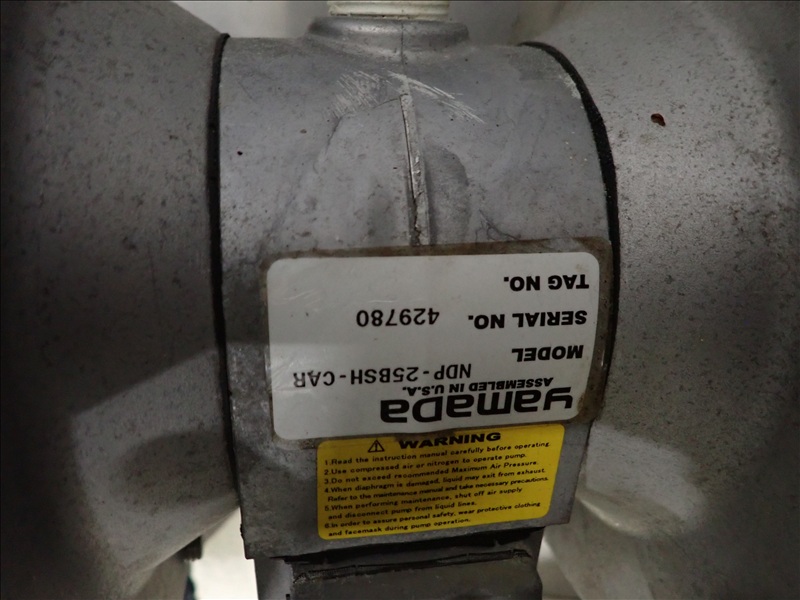 yamada
ASSEMBLED IN U.S.A.
MODEL NDP-25BSH-CAR
SERIAL NO. 429780
TAG NO.
WARNING
1.Read the instruction manual carefully before operating.
2.Use compressed air or nitrogen to operate pump.
3.Do not exceed recommended Maximum Air Pressure.
4.When diaphragm is damaged, liquid may exit from exhaust.
Refer to the maintenance manual and take necessary precautions.
5.When performing maintenance, shut off air supply
and disconnect pump from liquid lines.
6.In order to assure personal safety, wear protective clothing
and facemask during pump operation.